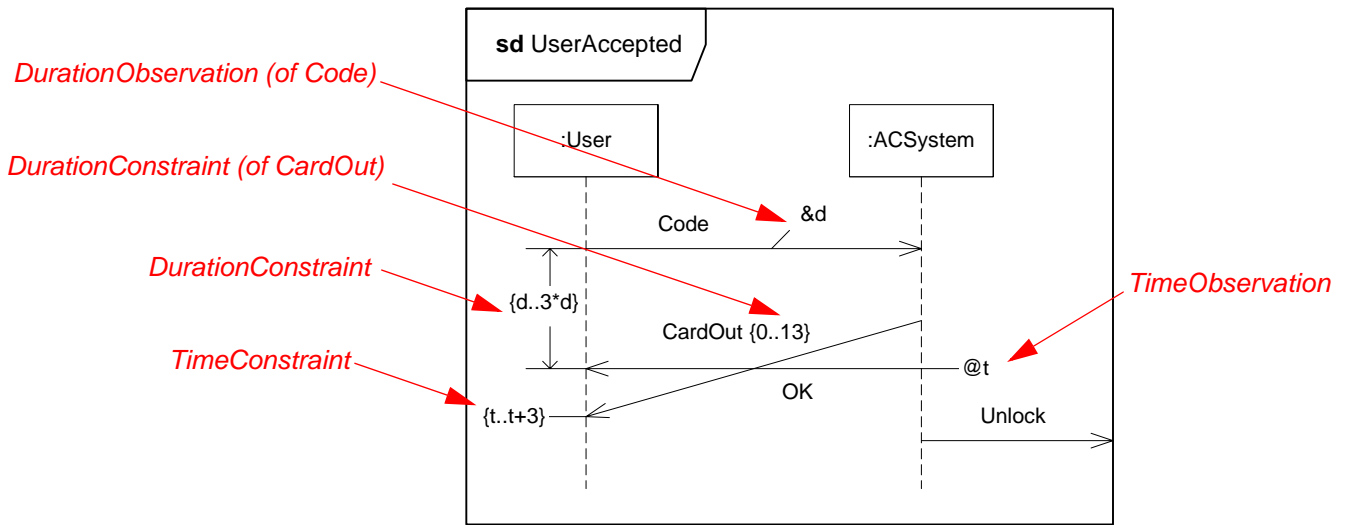 sd UserAccepted
DurationObservation (of Code)
:User
:ACSystem
DurationConstraint (of CardOut)
&d
Code
DurationConstraint
TimeObservation
{d..3*d}
CardOut {0..13}
TimeConstraint
@t
OK
{t..t+3}
Unlock